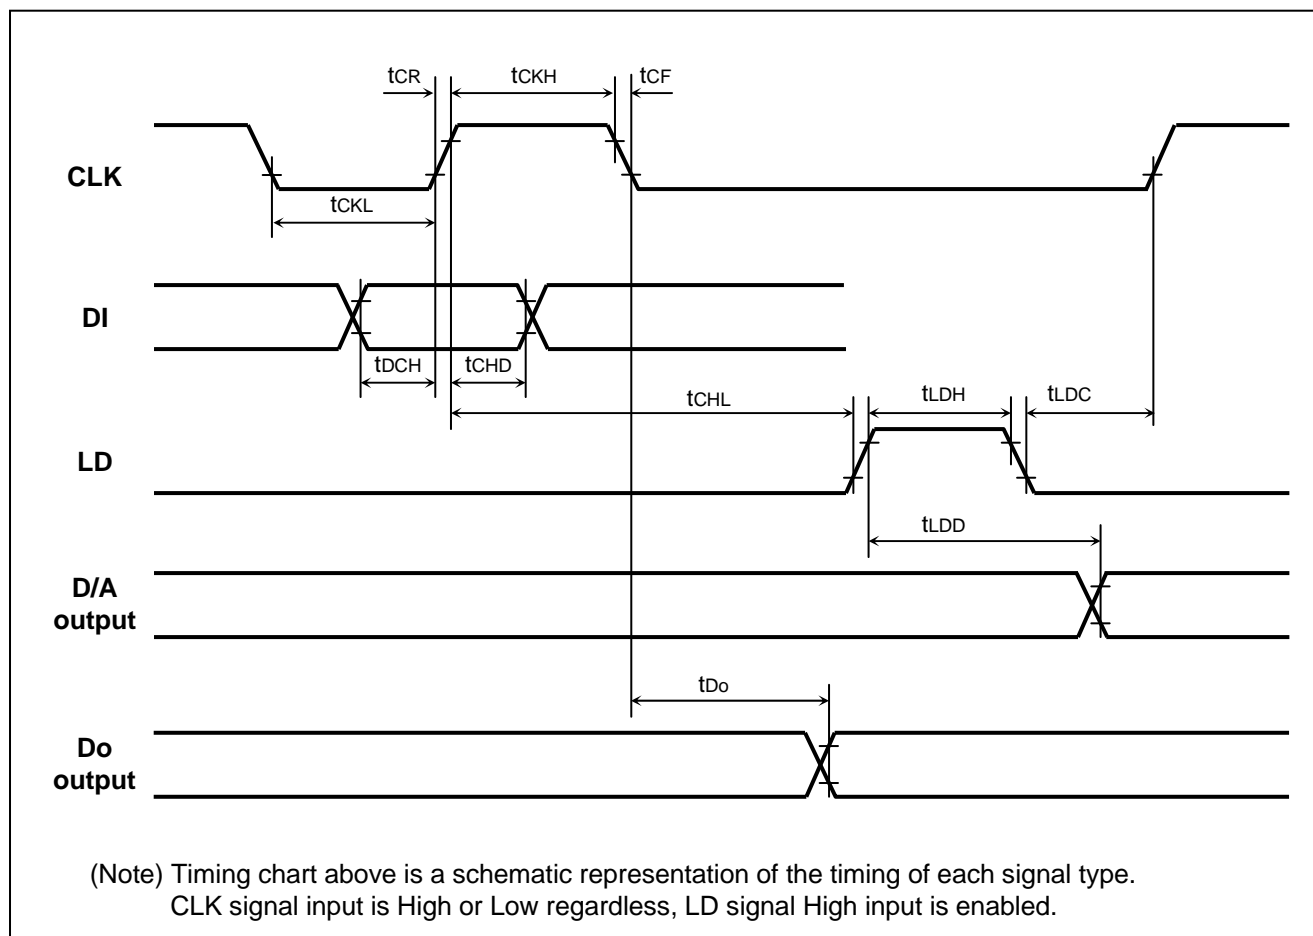 tCR
tCKH
tCF
CLK
tCKL
DI
tDCH
tCHD
tCHL
tLDH
tLDC
LD
tLDD
D/A
output
tDo
Do
output
(Note) Timing chart above is a schematic representation of the timing of each signal type.
CLK signal input is High or Low regardless, LD signal High input is enabled.